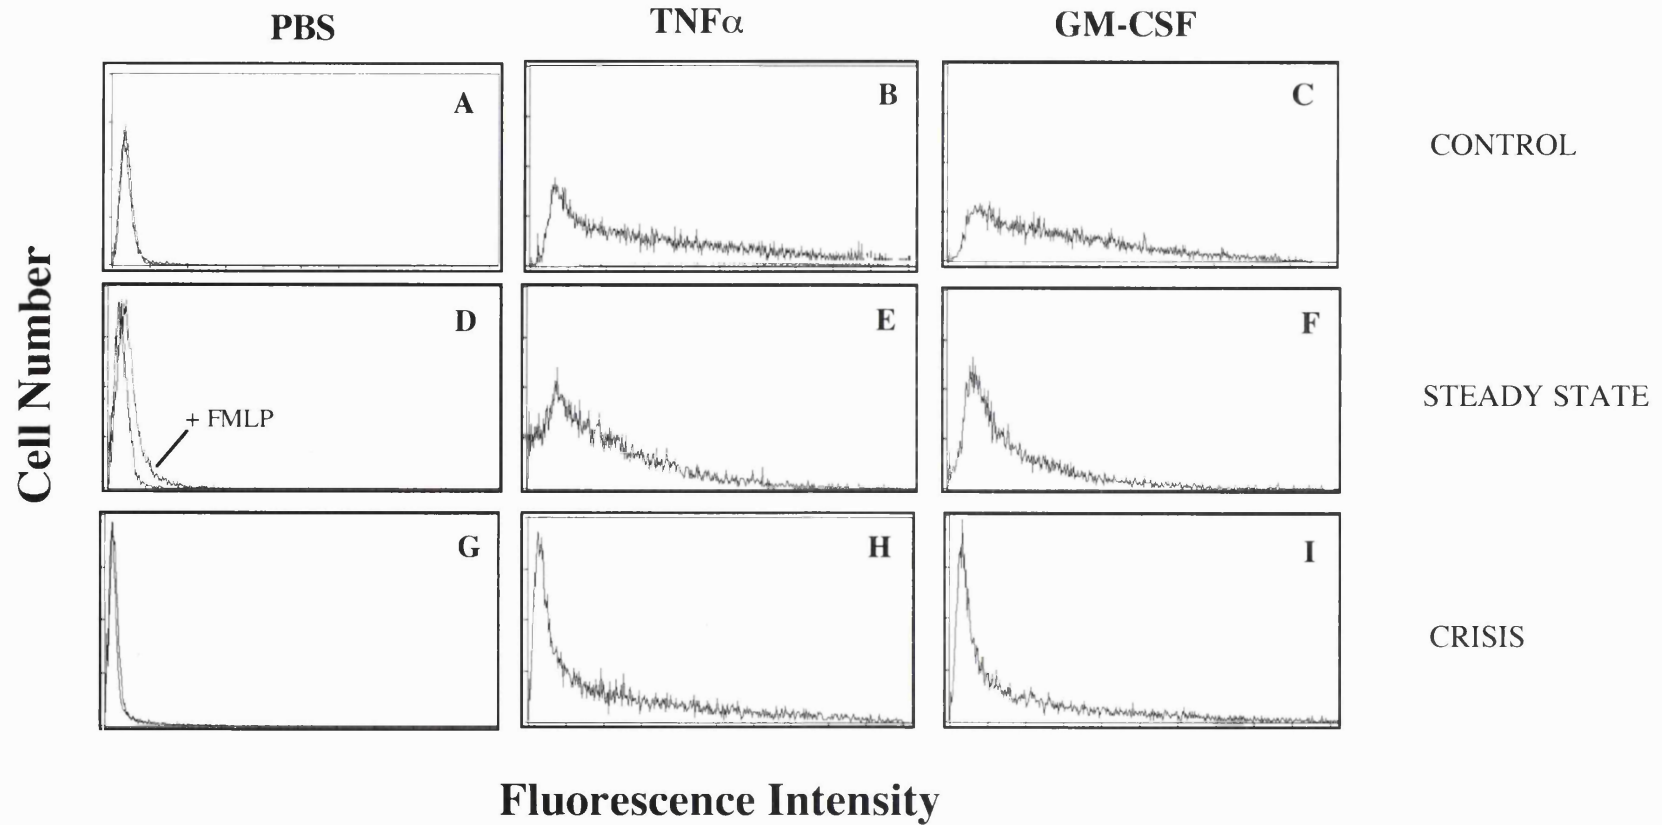 PBS TNFα GM-CSF
A B C CONTROL
D E F STEADY STATE
+ FMLP
G H I CRISIS
Cell Number
Fluorescence Intensity